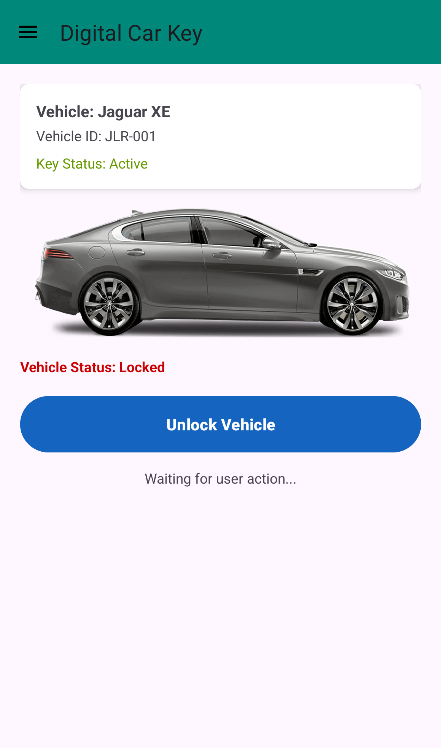 Digital Car Key
Vehicle: Jaguar XE
Vehicle ID: JLR-001
Key Status: Active
Vehicle Status: Locked
Unlock Vehicle
Waiting for user action...